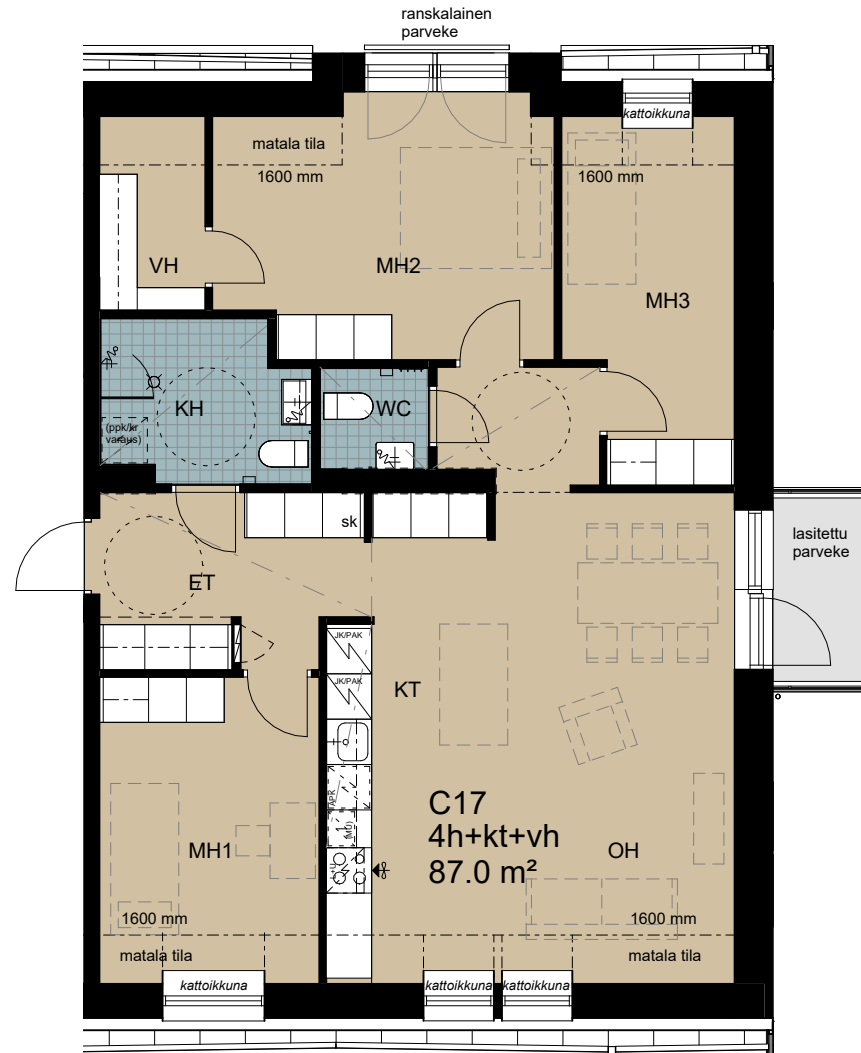 ranskalainen
parveke
kattoikkuna
matala tila
1600 mm
1600 mm
VH
MH2
MH3
KH
WC
(ppk/kr
varaus)
sk
lasitettu
parveke
ET
JK/PAK
JK/PAK
KT
APK
(MU)
L+U
C17
4h+kt+vh
87.0 m²
MH1
OH
1600 mm
1600 mm
matala tila
matala tila
kattoikkuna
kattoikkuna
kattoikkuna